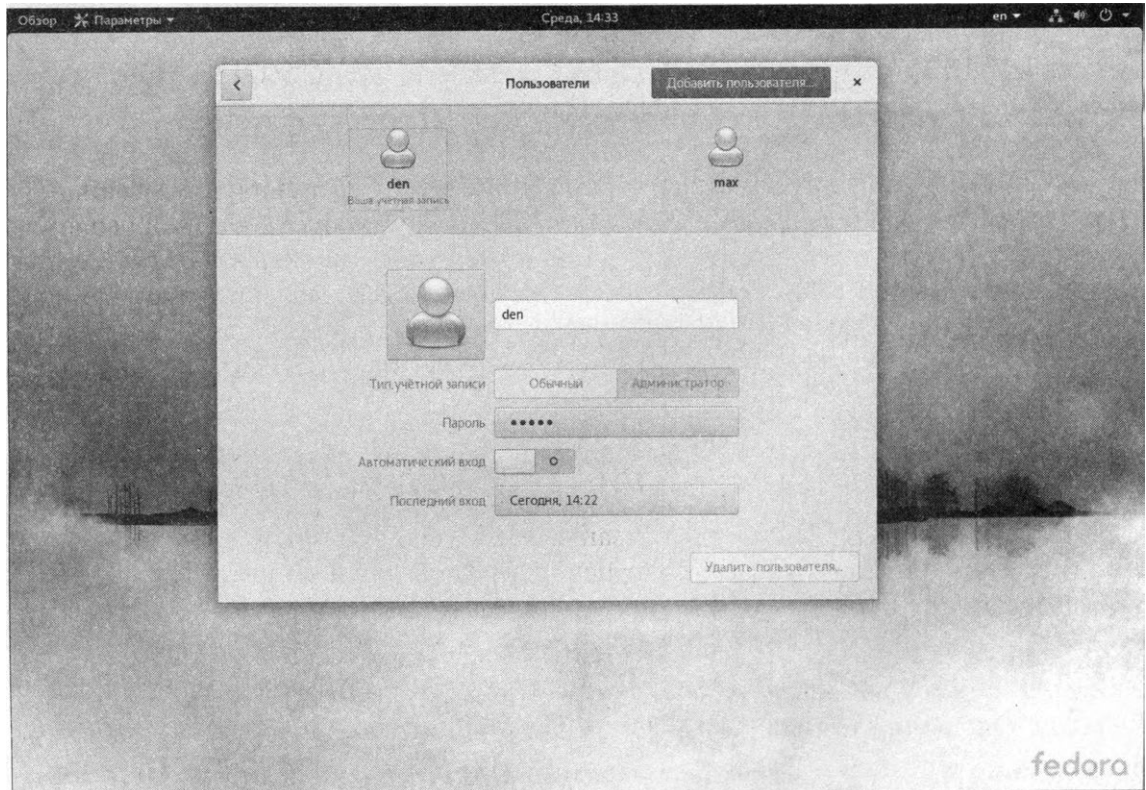 Обзор Параметры Среда, 14:33 en
Пользователи Добавить пользователя... ×
den max
Ваша учётная запись
den
Тип учётной записи Обычный Администратор
Пароль •••••
Автоматический вход
Последний вход Сегодня, 14:22
Удалить пользователя...
fedora